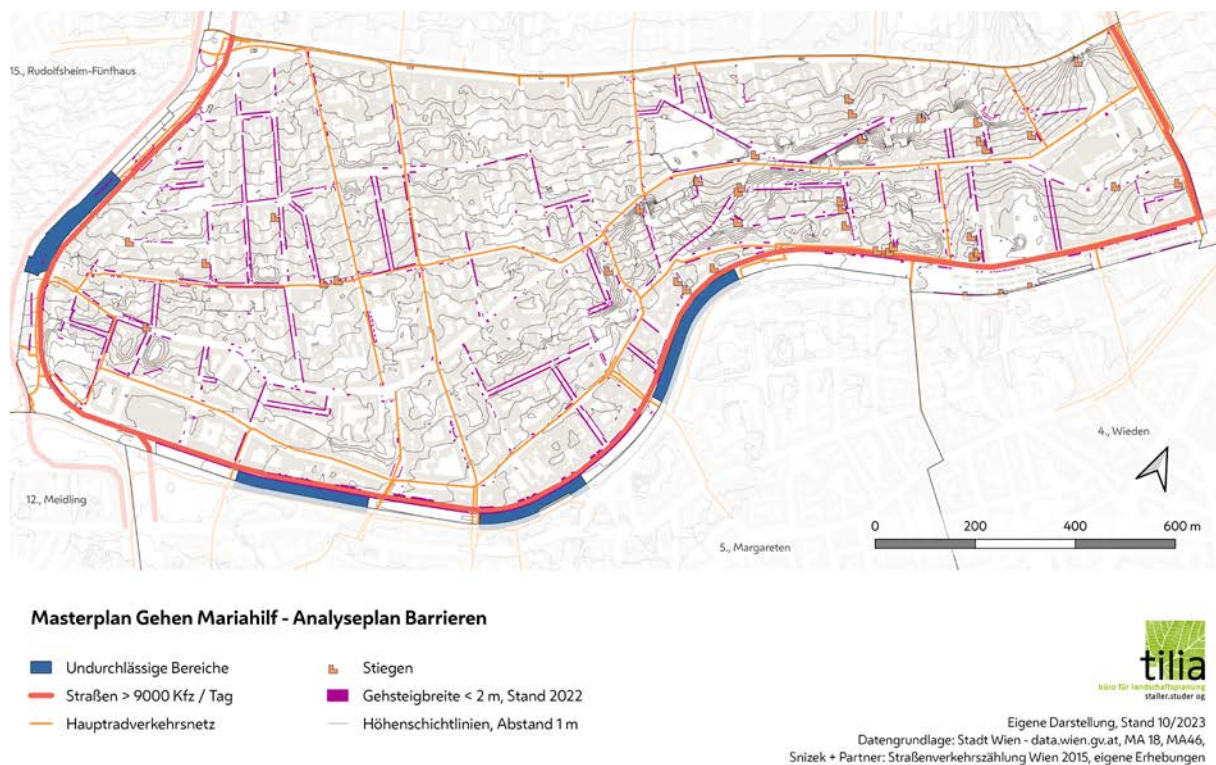 15., Rudolfsheim-Fünfhaus
4., Wieden
12., Meidling
5., Margareten
0 200 400 600 m
Masterplan Gehen Mariahilf - Analyseplan Barrieren
Undurchlässige Bereiche
Straßen > 9000 Kfz / Tag
Hauptradverkehrsnetz
Stiegen
Gehsteigbreite < 2 m, Stand 2022
Höhenschichtlinien, Abstand 1 m
tilia
büro für landschaftsplanung
staller.studer og
Eigene Darstellung, Stand 10/2023
Datengrundlage: Stadt Wien - data.wien.gv.at, MA 18, MA46,
Snizek + Partner: Straßenverkehrszählung Wien 2015, eigene Erhebungen